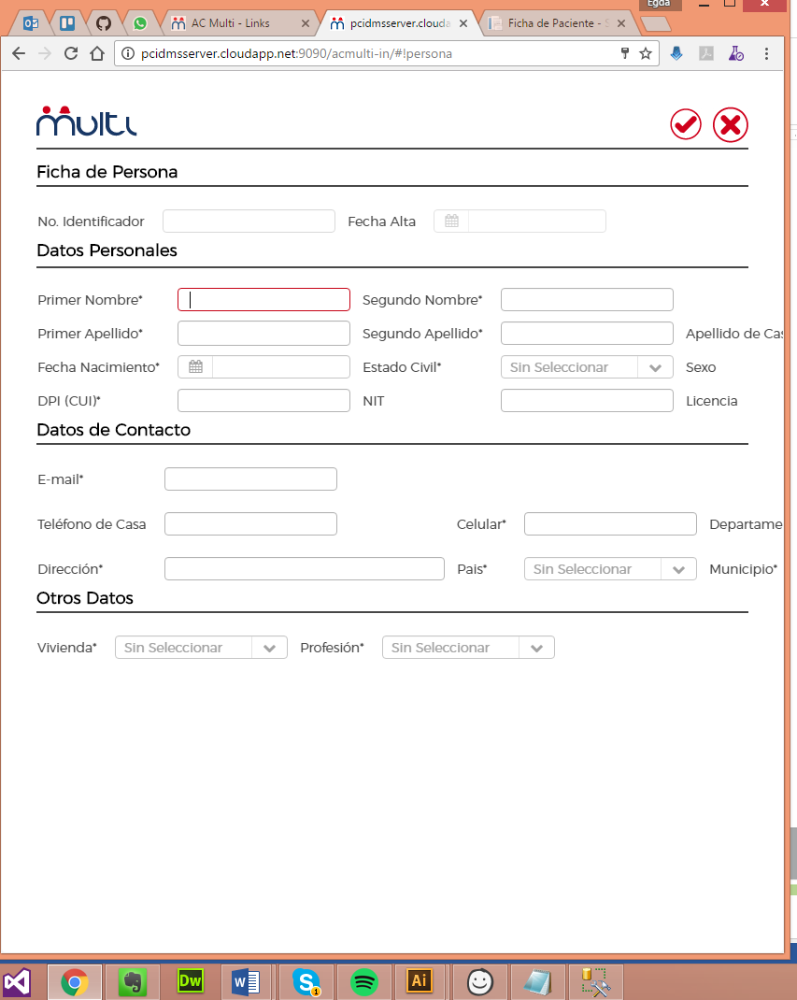 Egda
AC Multi - Links
pcidmsserver.clouda
Ficha de Paciente - S
pcidmsserver.cloudapp.net:9090/acmulti-in/#!persona
multi
Ficha de Persona
No. Identificador Fecha Alta
Datos Personales
Primer Nombre* Segundo Nombre*
Primer Apellido* Segundo Apellido* Apellido de Cas
Fecha Nacimiento* Estado Civil* Sin Seleccionar Sexo
DPI (CUI)* NIT Licencia
Datos de Contacto
E-mail*
Teléfono de Casa Celular* Departame
Dirección* Pais* Sin Seleccionar Municipio*
Otros Datos
Vivienda* Sin Seleccionar Profesión* Sin Seleccionar
Dw W S 1 Ai